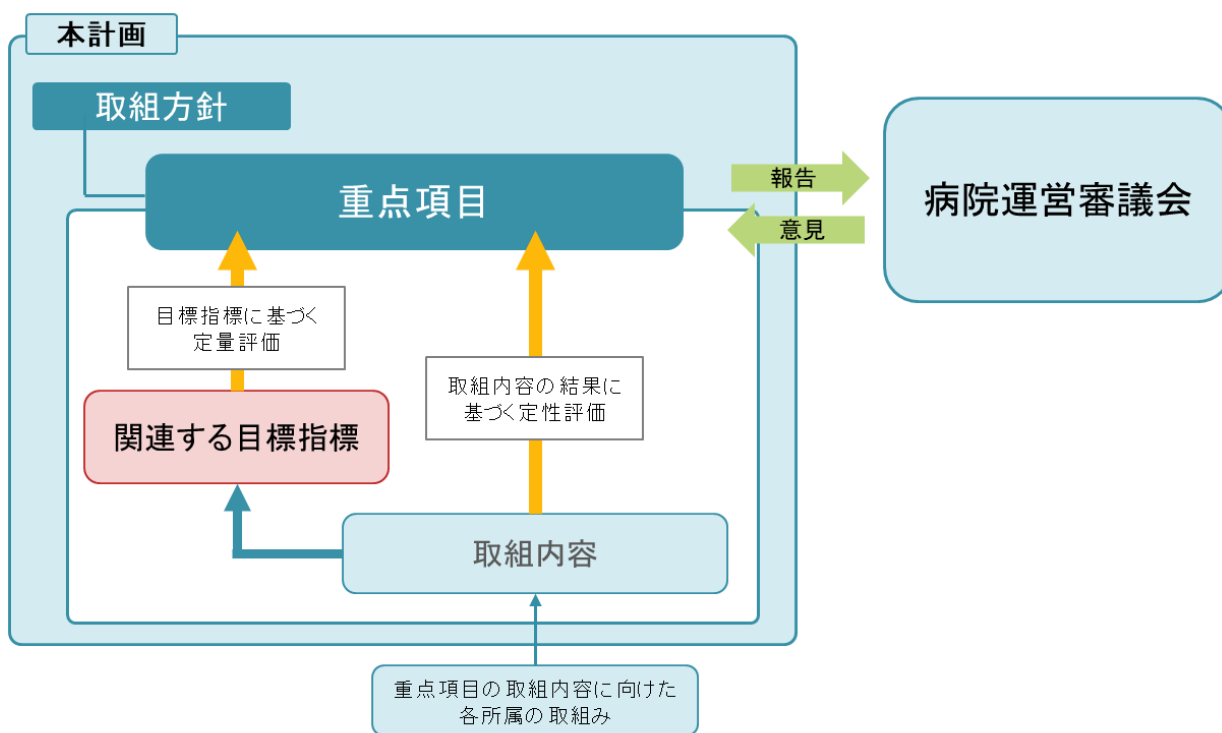 本計画
取組方針
重点項目
報告
意見
病院運営審議会
目標指標に基づく
定量評価
取組内容の結果に
基づく定性評価
関連する目標指標
取組内容
重点項目の取組内容に向けた
各所属の取組み